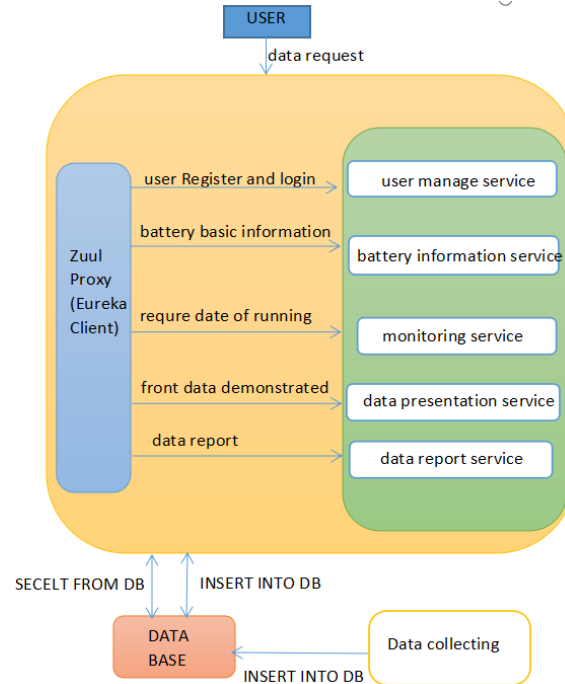 USER
data request
user Register and login
user manage service
battery basic information
battery information service
Zuul
Proxy
(Eureka
Client)
requre date of running
monitoring service
front data demonstrated
data presentation service
data report
data report service
SECELT FROM DB
INSERT INTO DB
DATA
BASE
Data collecting
INSERT INTO DB